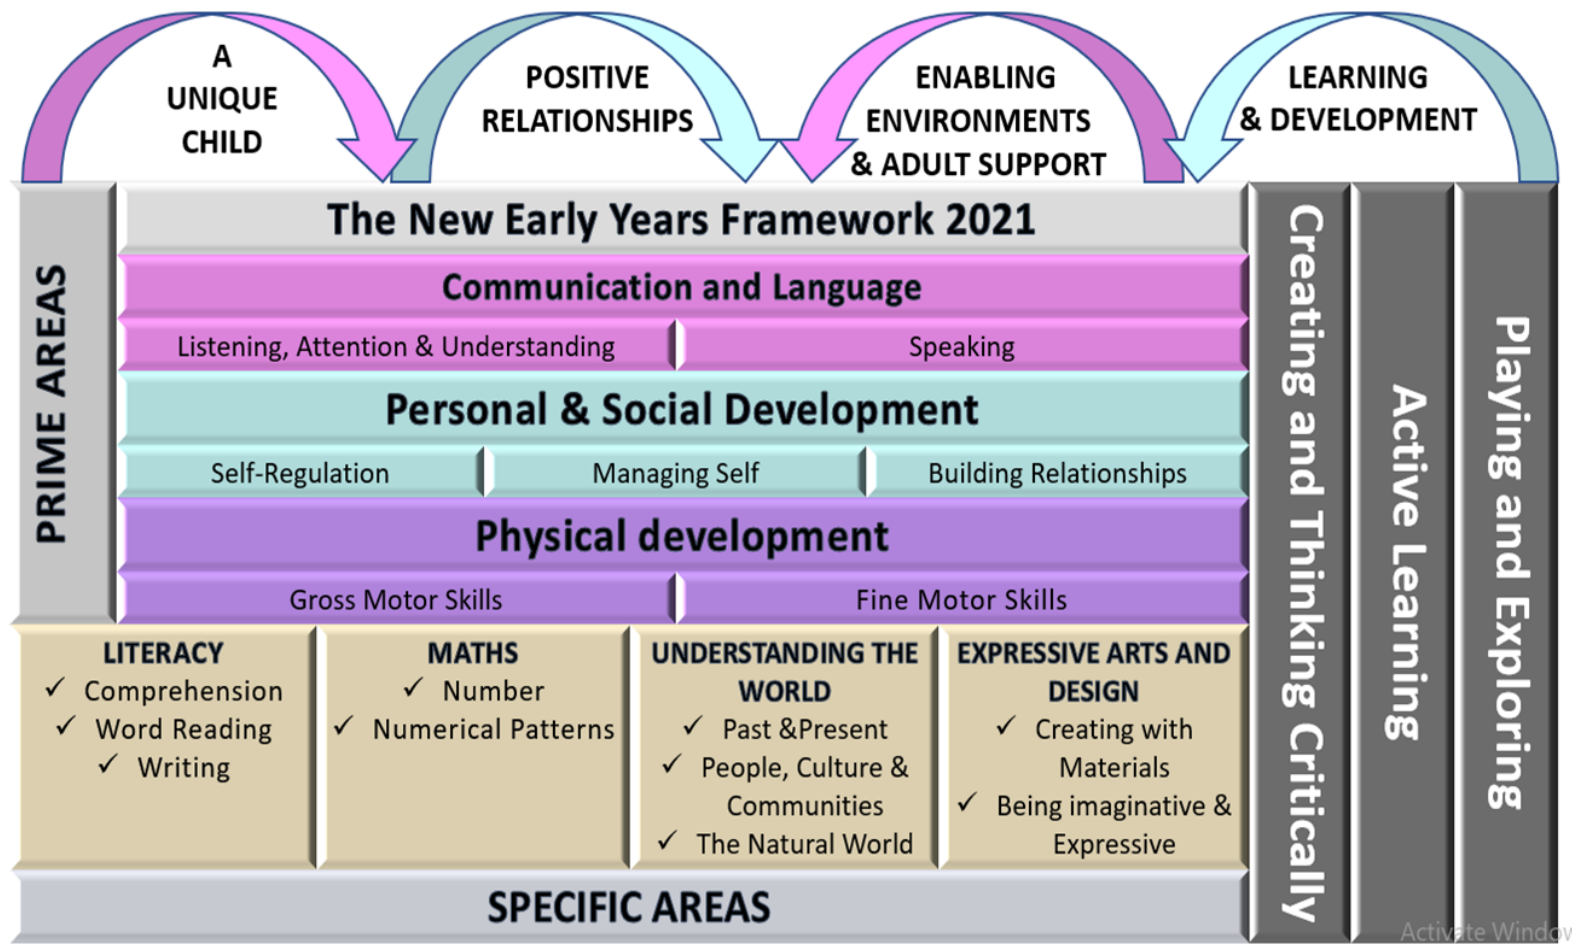 A
UNIQUE
CHILD
POSITIVE
RELATIONSHIPS
ENABLING
ENVIRONMENTS
& ADULT SUPPORT
LEARNING
& DEVELOPMENT
PRIME AREAS
The New Early Years Framework 2021
Communication and Language
Listening, Attention & Understanding
Speaking
Personal & Social Development
Self-Regulation
Managing Self
Building Relationships
Physical development
Gross Motor Skills
Fine Motor Skills
LITERACY
✓ Comprehension
✓ Word Reading
✓ Writing
MATHS
✓ Number
✓ Numerical Patterns
UNDERSTANDING THE
WORLD
✓ Past &Present
✓ People, Culture &
Communities
✓ The Natural World
EXPRESSIVE ARTS AND
DESIGN
✓ Creating with
Materials
✓ Being imaginative &
Expressive
SPECIFIC AREAS
Creating and Thinking Critically
Active Learning
Playing and Exploring
Activate Window